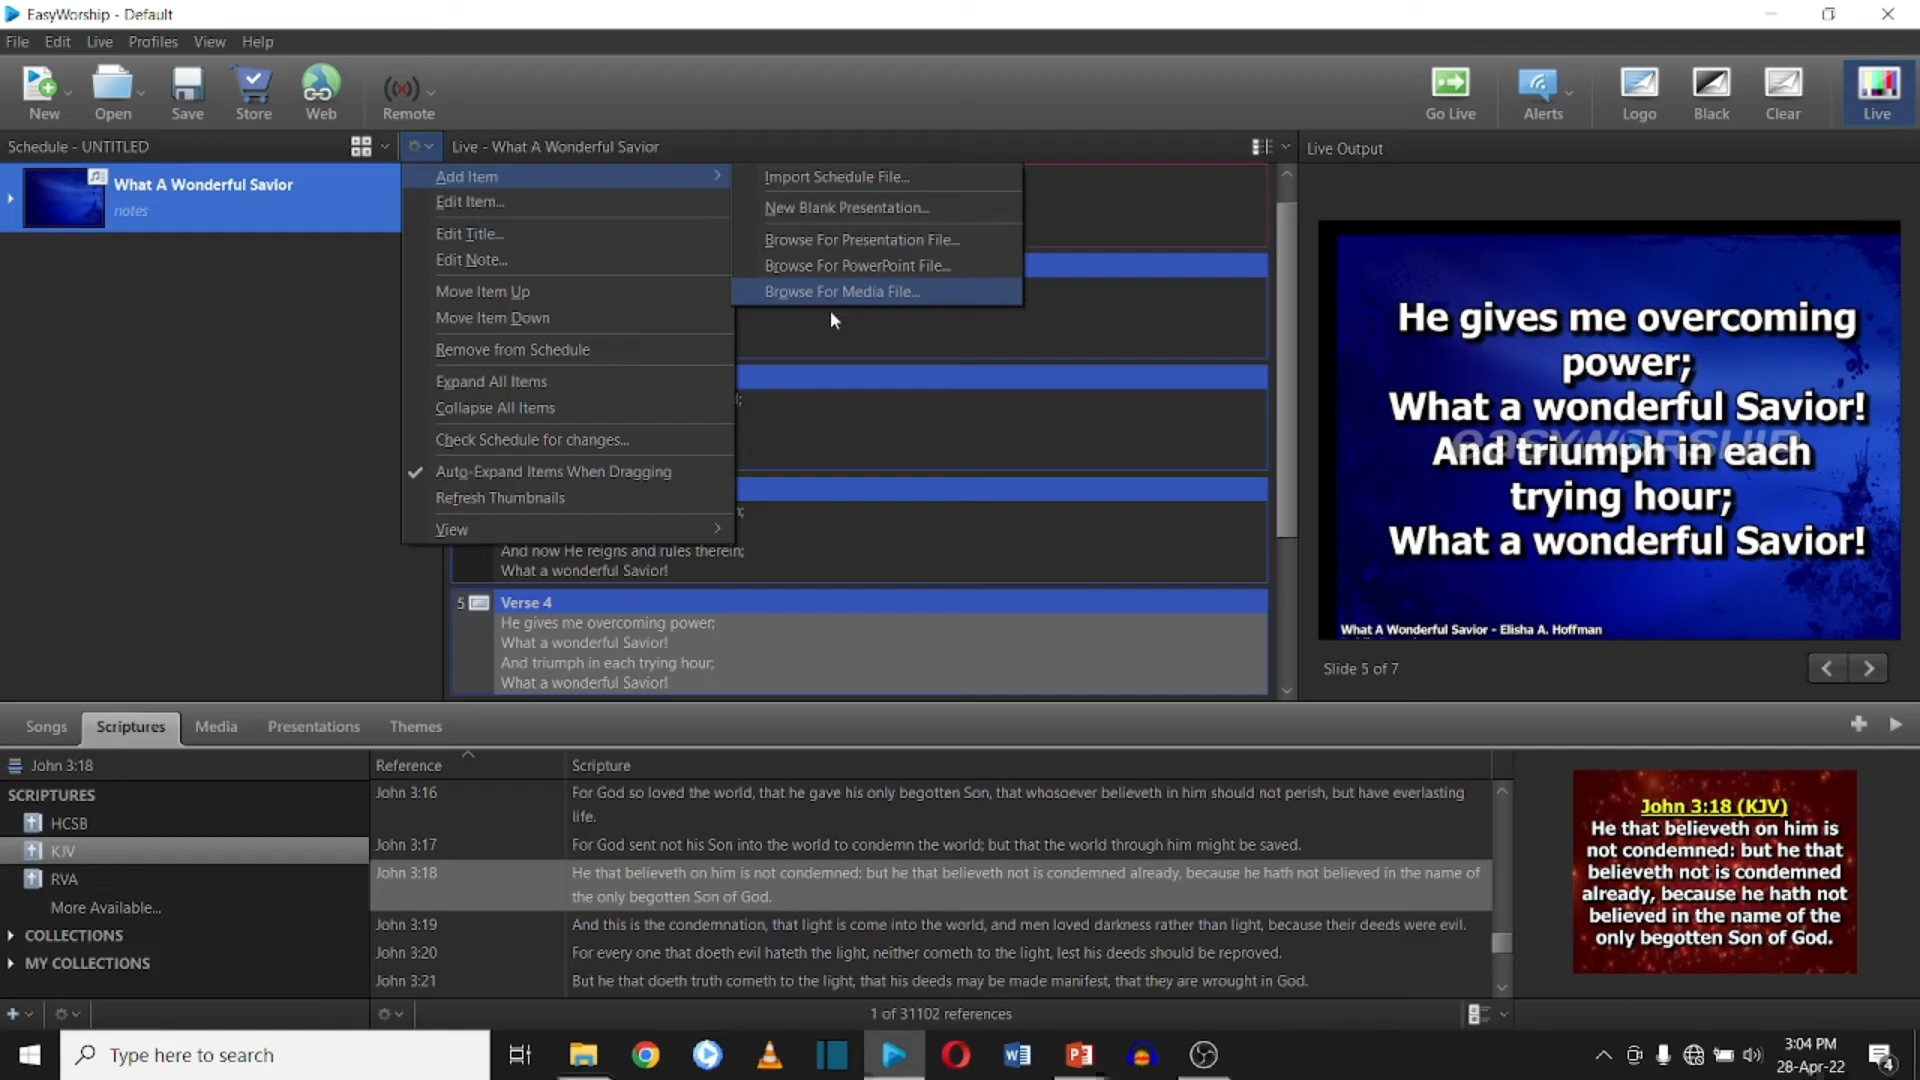 EasyWorship - Default
File Edit Live Profiles View Help
New Open Save Store Web Remote Go Live Alerts Logo Black Clear Live
Schedule - UNTITLED
Live - What A Wonderful Savior
Live Output
What A Wonderful Savior
notes
Add Item
Edit Item...
Edit Title...
Edit Note...
Move Item Up
Move Item Down
Remove from Schedule
Expand All Items
Collapse All Items
Check Schedule for changes...
Auto-Expand Items When Dragging
Refresh Thumbnails
View
Import Schedule File...
New Blank Presentation...
Browse For Presentation File...
Browse For PowerPoint File...
Browse For Media File...
And now He reigns and rules therein;
What a wonderful Savior!
5 Verse 4
He gives me overcoming power;
What a wonderful Savior!
And triumph in each trying hour;
What a wonderful Savior!
He gives me overcoming
power;
What a wonderful Savior!
And triumph in each
trying hour;
What a wonderful Savior!
What A Wonderful Savior - Elisha A. Hoffman
Slide 5 of 7
Songs Scriptures Media Presentations Themes
John 3:18
SCRIPTURES
HCSB
KJV
RVA
More Available...
COLLECTIONS
MY COLLECTIONS
Reference Scripture
John 3:16 For God so loved the world, that he gave his only begotten Son, that whosoever believeth in him should not perish, but have everlasting
life.
John 3:17 For God sent not his Son into the world to condemn the world; but that the world through him might be saved.
John 3:18 He that believeth on him is not condemned: but he that believeth not is condemned already, because he hath not believed in the name of
the only begotten Son of God.
John 3:19 And this is the condemnation, that light is come into the world, and men loved darkness rather than light, because their deeds were evil.
John 3:20 For every one that doeth evil hateth the light, neither cometh to the light, lest his deeds should be reproved.
John 3:21 But he that doeth truth cometh to the light, that his deeds may be made manifest, that they are wrought in God.
1 of 31102 references
John 3:18 (KJV)
He that believeth on him is
not condemned: but he that
believeth not is condemned
already, because he hath not
believed in the name of the
only begotten Son of God.
Type here to search
3:04 PM
28-Apr-22
4